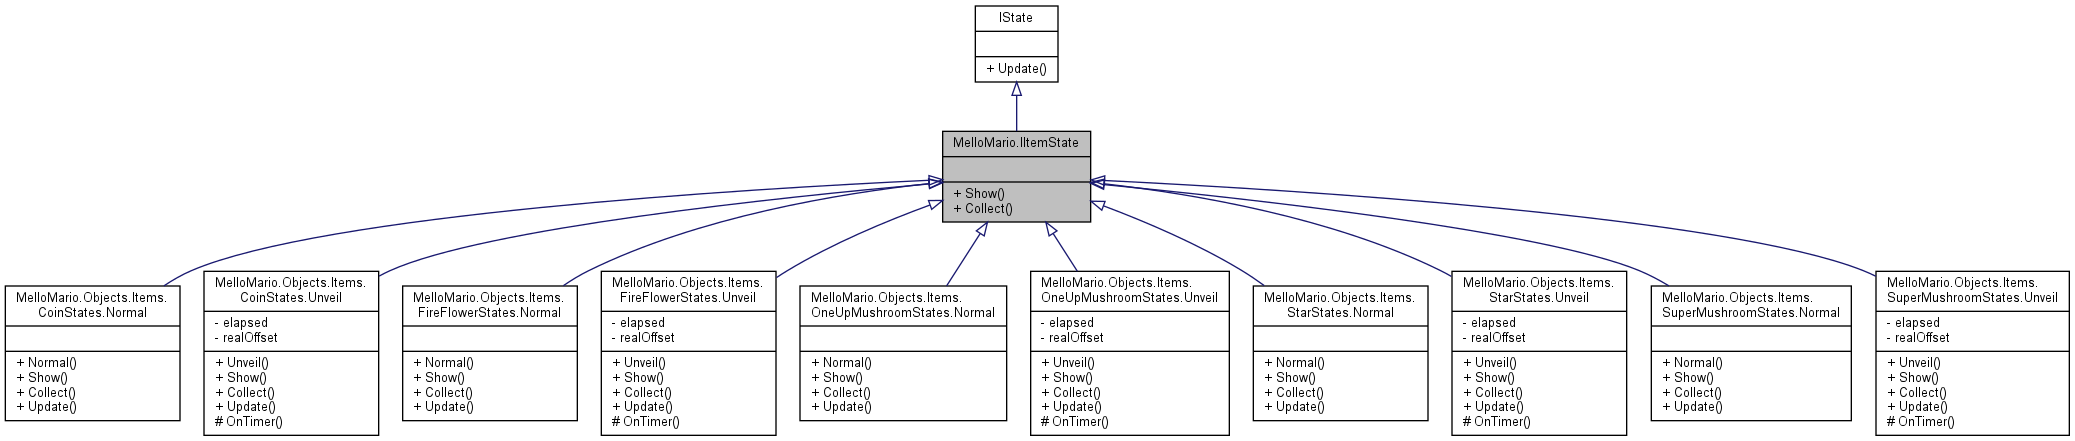 IState
+ Update()
MelloMario.IItemState
+ Show()
+ Collect()
MelloMario.Objects.Items.
CoinStates.Normal
+ Normal()
+ Show()
+ Collect()
+ Update()
MelloMario.Objects.Items.
CoinStates.Unveil
- elapsed
- realOffset
+ Unveil()
+ Show()
+ Collect()
+ Update()
# OnTimer()
MelloMario.Objects.Items.
FireFlowerStates.Normal
+ Normal()
+ Show()
+ Collect()
+ Update()
MelloMario.Objects.Items.
FireFlowerStates.Unveil
- elapsed
- realOffset
+ Unveil()
+ Show()
+ Collect()
+ Update()
# OnTimer()
MelloMario.Objects.Items.
OneUpMushroomStates.Normal
+ Normal()
+ Show()
+ Collect()
+ Update()
MelloMario.Objects.Items.
OneUpMushroomStates.Unveil
- elapsed
- realOffset
+ Unveil()
+ Show()
+ Collect()
+ Update()
# OnTimer()
MelloMario.Objects.Items.
StarStates.Normal
+ Normal()
+ Show()
+ Collect()
+ Update()
MelloMario.Objects.Items.
StarStates.Unveil
- elapsed
- realOffset
+ Unveil()
+ Show()
+ Collect()
+ Update()
# OnTimer()
MelloMario.Objects.Items.
SuperMushroomStates.Normal
+ Normal()
+ Show()
+ Collect()
+ Update()
MelloMario.Objects.Items.
SuperMushroomStates.Unveil
- elapsed
- realOffset
+ Unveil()
+ Show()
+ Collect()
+ Update()
# OnTimer()